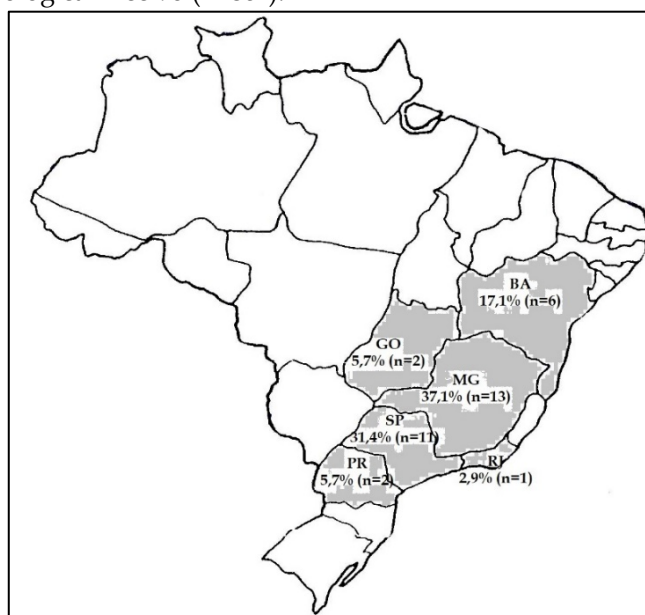 BA
17,1% (n=6)
GO
5,7% (n=2)
MG
37,1% (n=13)
SP
31,4% (n=11)
PR
5,7% (n=2)
RJ
2,9% (n=1)